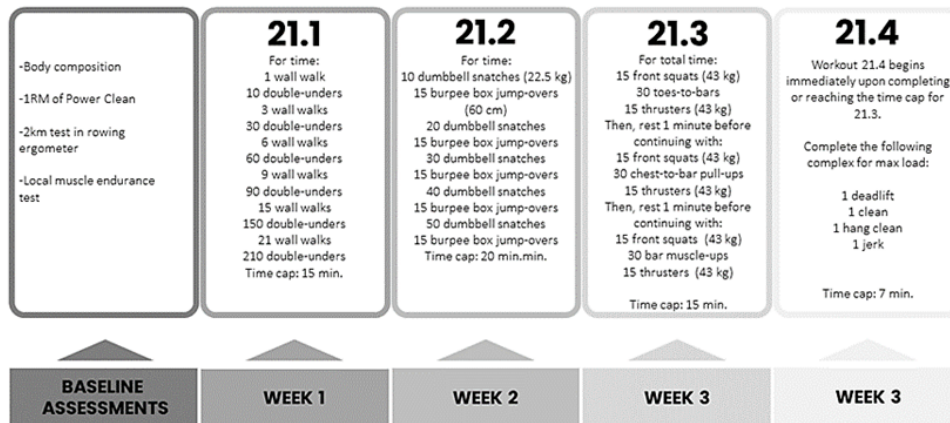 -Body composition
-1RM of Power Clean
-2km test in rowing
ergometer
-Local muscle endurance
test
21.1
For time:
1 wall walk
10 double-unders
3 wall walks
30 double-unders
6 wall walks
60 double-unders
9 wall walks
90 double-unders
15 wall walks
150 double-unders
21 wall walks
210 double-unders
Time cap: 15 min.
21.2
For time:
10 dumbbell snatches (22.5 kg)
15 burpee box jump-overs
(60 cm)
20 dumbbell snatches
15 burpee box jump-overs
30 dumbbell snatches
15 burpee box jump-overs
40 dumbbell snatches
15 burpee box jump-overs
50 dumbbell snatches
15 burpee box jump-overs
Time cap: 20 min.min.
21.3
For total time:
15 front squats (43 kg)
30 toes-to-bars
15 thrusters (43 kg)
Then, rest 1 minute before
continuing with:
15 front squats (43 kg)
30 chest-to-bar pull-ups
15 thrusters (43 kg)
Then, rest 1 minute before
continuing with:
15 front squats (43 kg)
30 bar muscle-ups
15 thrusters (43 kg)
Time cap: 15 min.
21.4
Workout 21.4 begins
immediately upon completing
or reaching the time cap for
21.3.
Complete the following
complex for max load:
1 deadlift
1 clean
1 hang clean
1 jerk
Time cap: 7 min.
BASELINE
ASSESSMENTS
WEEK 1
WEEK 2
WEEK 3
WEEK 3